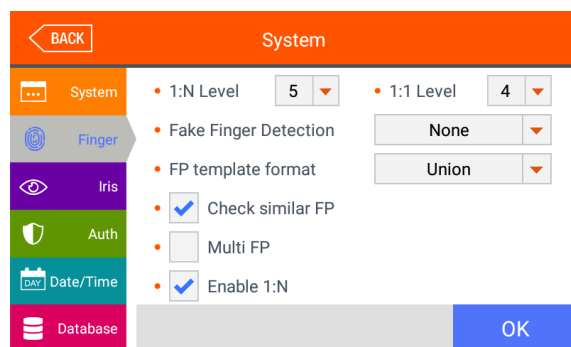 BACK
System
System
Finger
Iris
Auth
DAY Date/Time
Database
1:N Level 5
1:1 Level 4
Fake Finger Detection None
FP template format Union
Check similar FP
Multi FP
Enable 1:N
OK